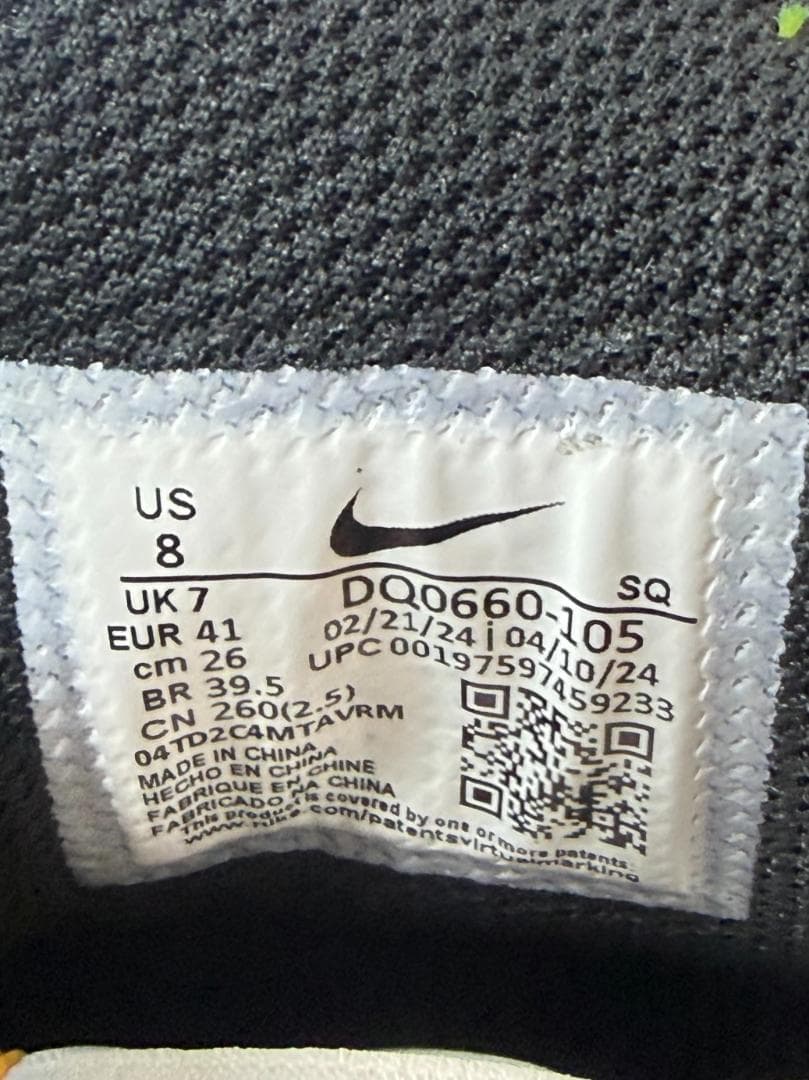 US
8
SQ
UK 7
EUR 41
cm 26
BR 39.5
CN 260(2.5)
04TD2C4MTAVRM
MADE IN CHINA
HECHO EN CHINA
FABRIQUE EN CHINE
FABRICADO NA CHINA
DQ0660-105
02/21/24 | 04/10/24
UPC 00197597459233
This product is covered by one or more patents:
www.nike.com/patentsvirtualmarking